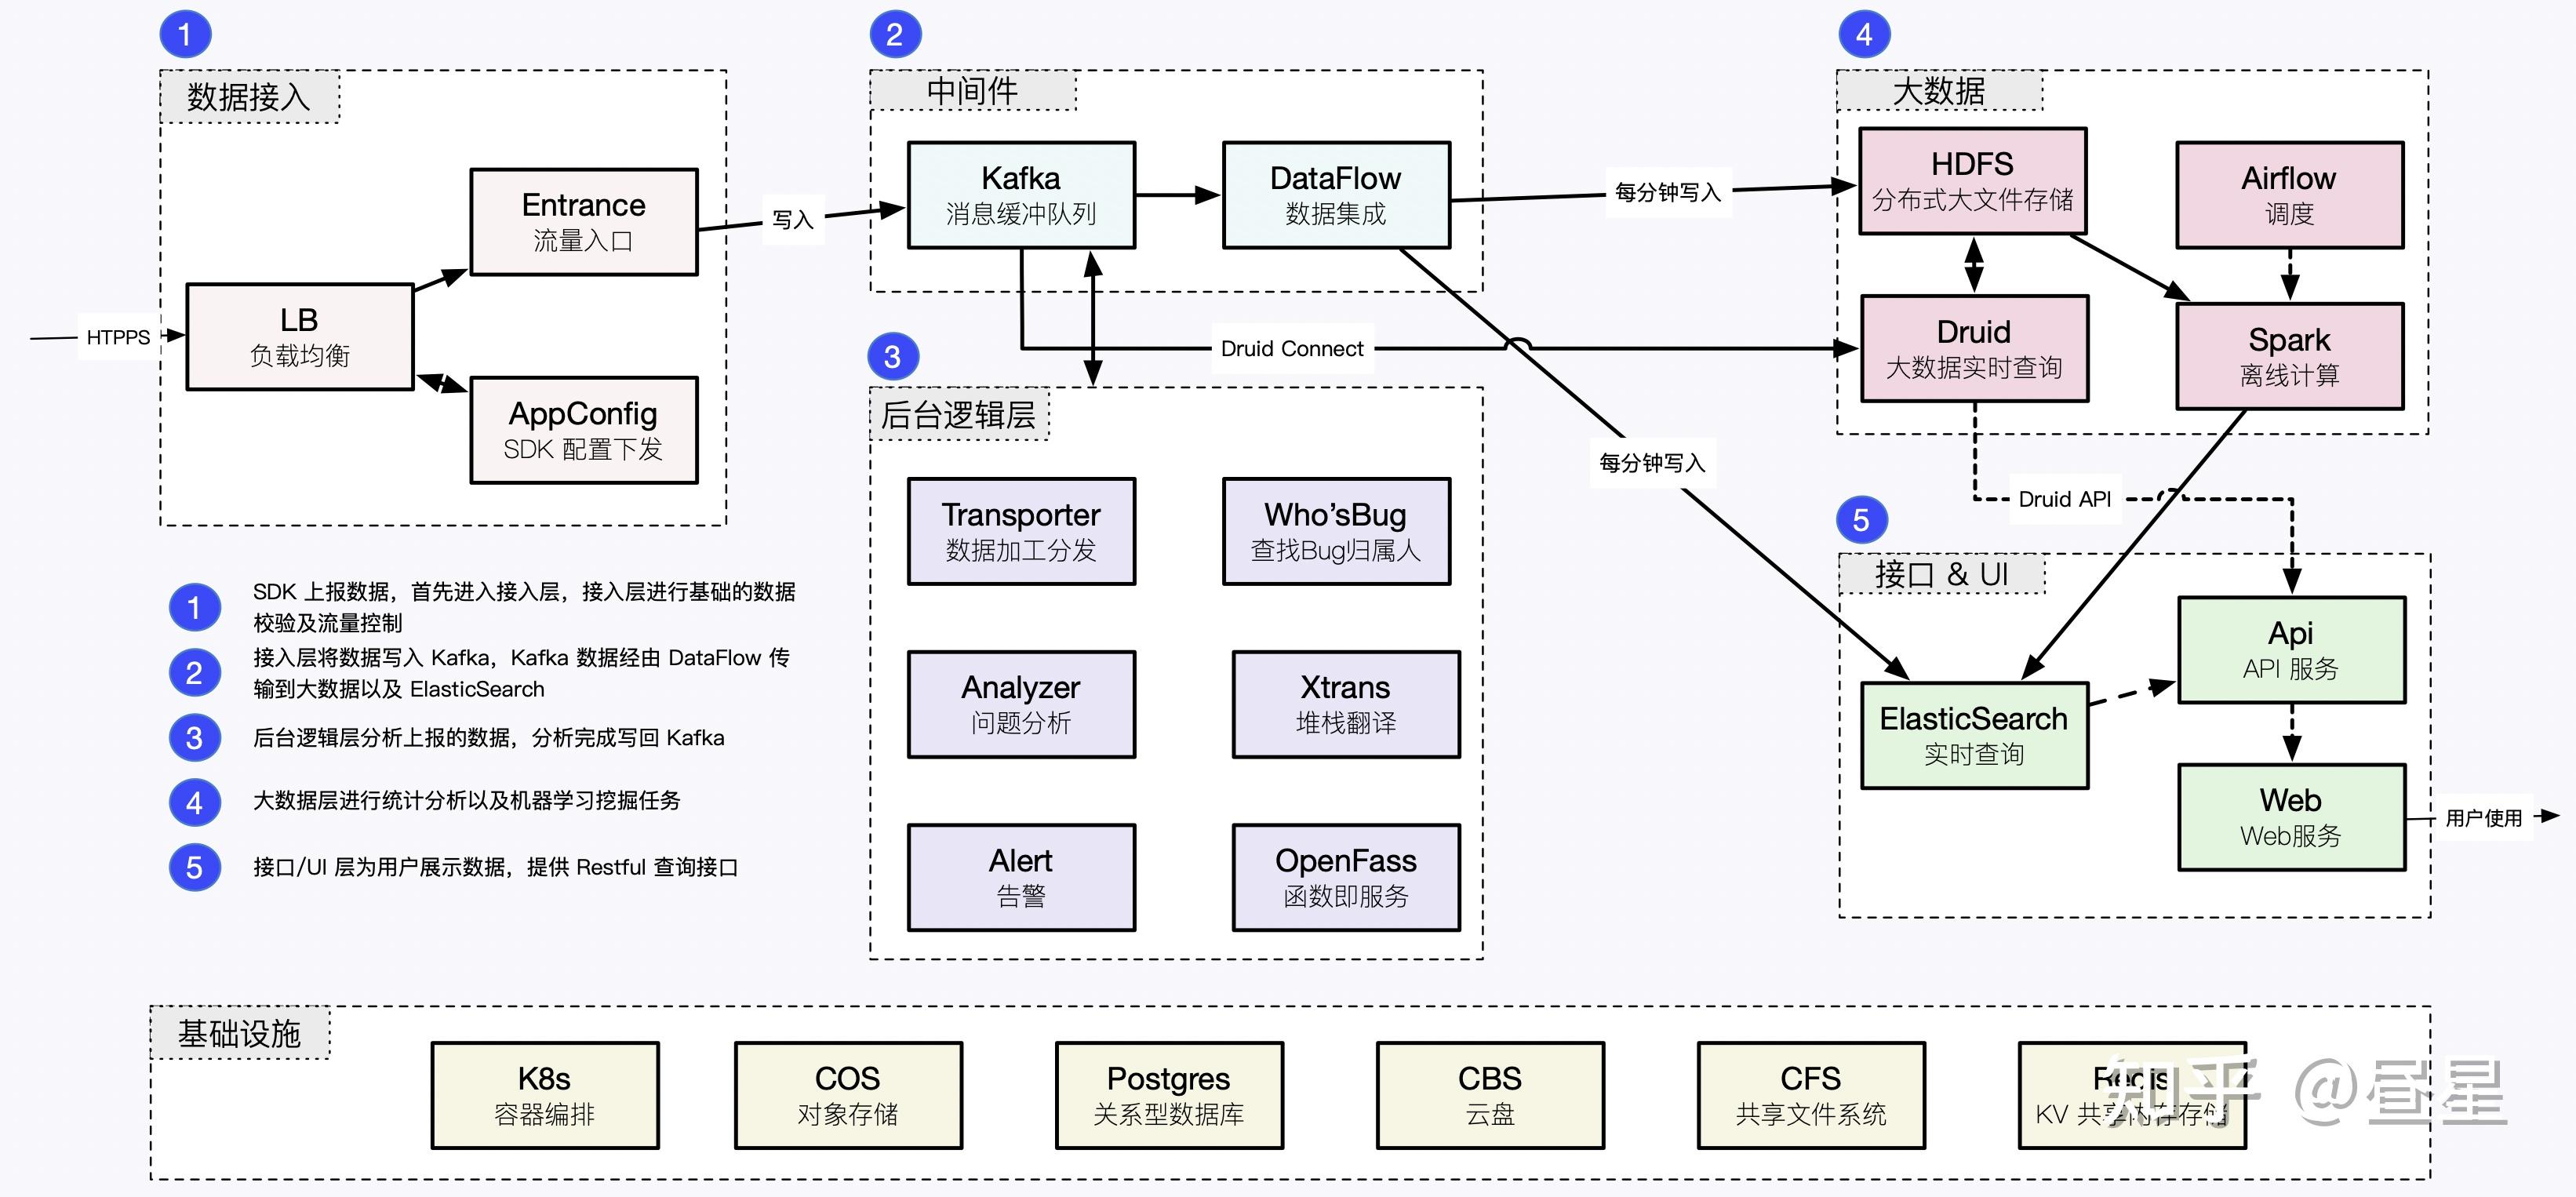 1
数据接入
Entrance
流量入口
LB
负载均衡
HTPPS
AppConfig
SDK 配置下发
写入
2
中间件
Kafka
消息缓冲队列
DataFlow
数据集成
每分钟写入
Druid Connect
每分钟写入
3
后台逻辑层
Transporter
数据加工分发
Who'sBug
查找Bug归属人
Analyzer
问题分析
Xtrans
堆栈翻译
Alert
告警
OpenFass
函数即服务
4
大数据
HDFS
分布式大文件存储
Airflow
调度
Druid
大数据实时查询
Spark
离线计算
Druid API
5
接口 & UI
Api
API 服务
ElasticSearch
实时查询
Web
Web服务
用户使用
1
SDK 上报数据，首先进入接入层，接入层进行基础的数据
校验及流量控制
2
接入层将数据写入 Kafka，Kafka 数据经由 DataFlow 传
输到大数据以及 ElasticSearch
3
后台逻辑层分析上报的数据，分析完成写回 Kafka
4
大数据层进行统计分析以及机器学习挖掘任务
5
接口/UI 层为用户展示数据，提供 Restful 查询接口
基础设施
K8s
容器编排
COS
对象存储
Postgres
关系型数据库
CBS
云盘
CFS
共享文件系统
Redis
KV 共享内存存储
知乎 @昼星